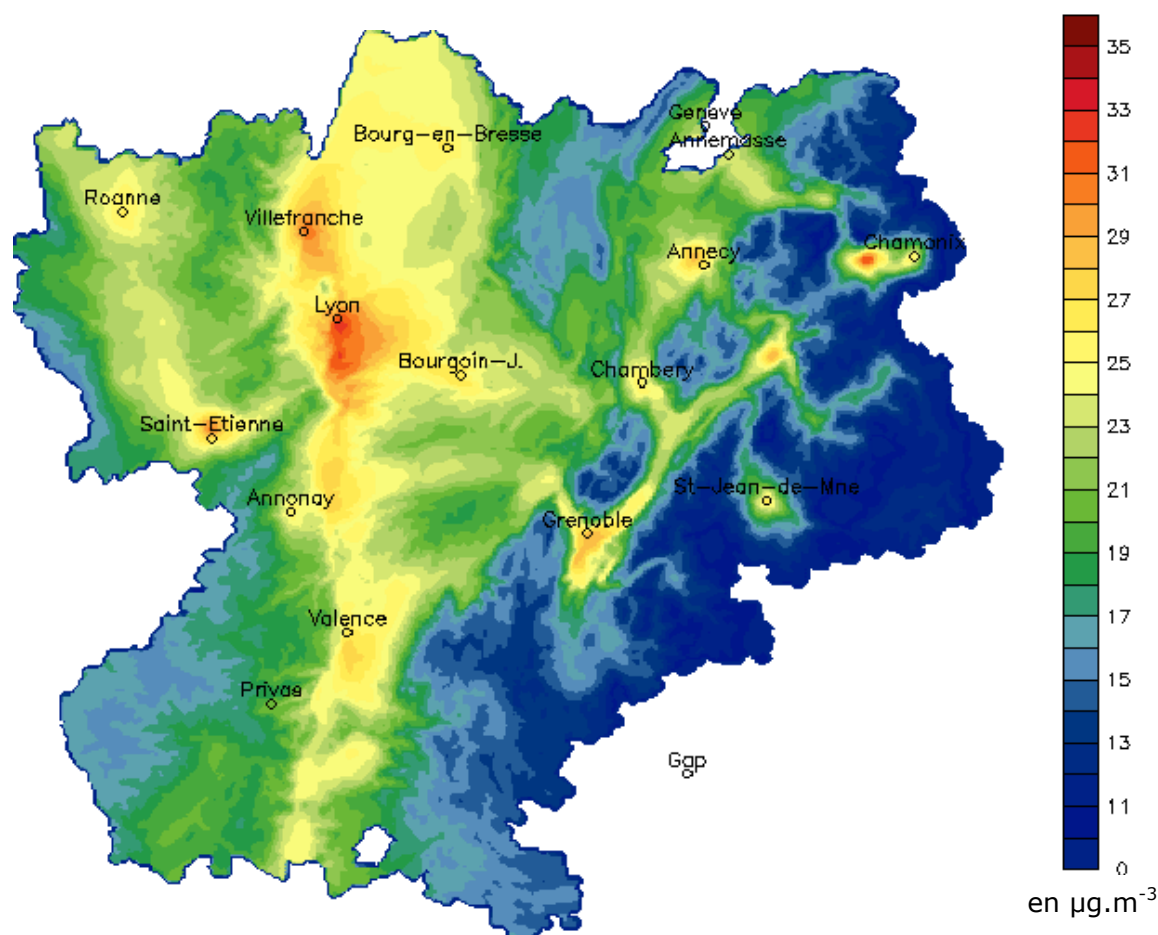 Geneve
Annemasse
Bourg-en-Bresse
Roanne
Villefranche
Annecy
Chamonix
Lyon
Bourgoin-J.
Chambery
Saint-Etienne
St-Jean-de-Mne
Annonay
Grenoble
Valence
Privas
Gap
35
33
31
29
27
25
23
21
19
17
15
13
11
0
en µg.m-3